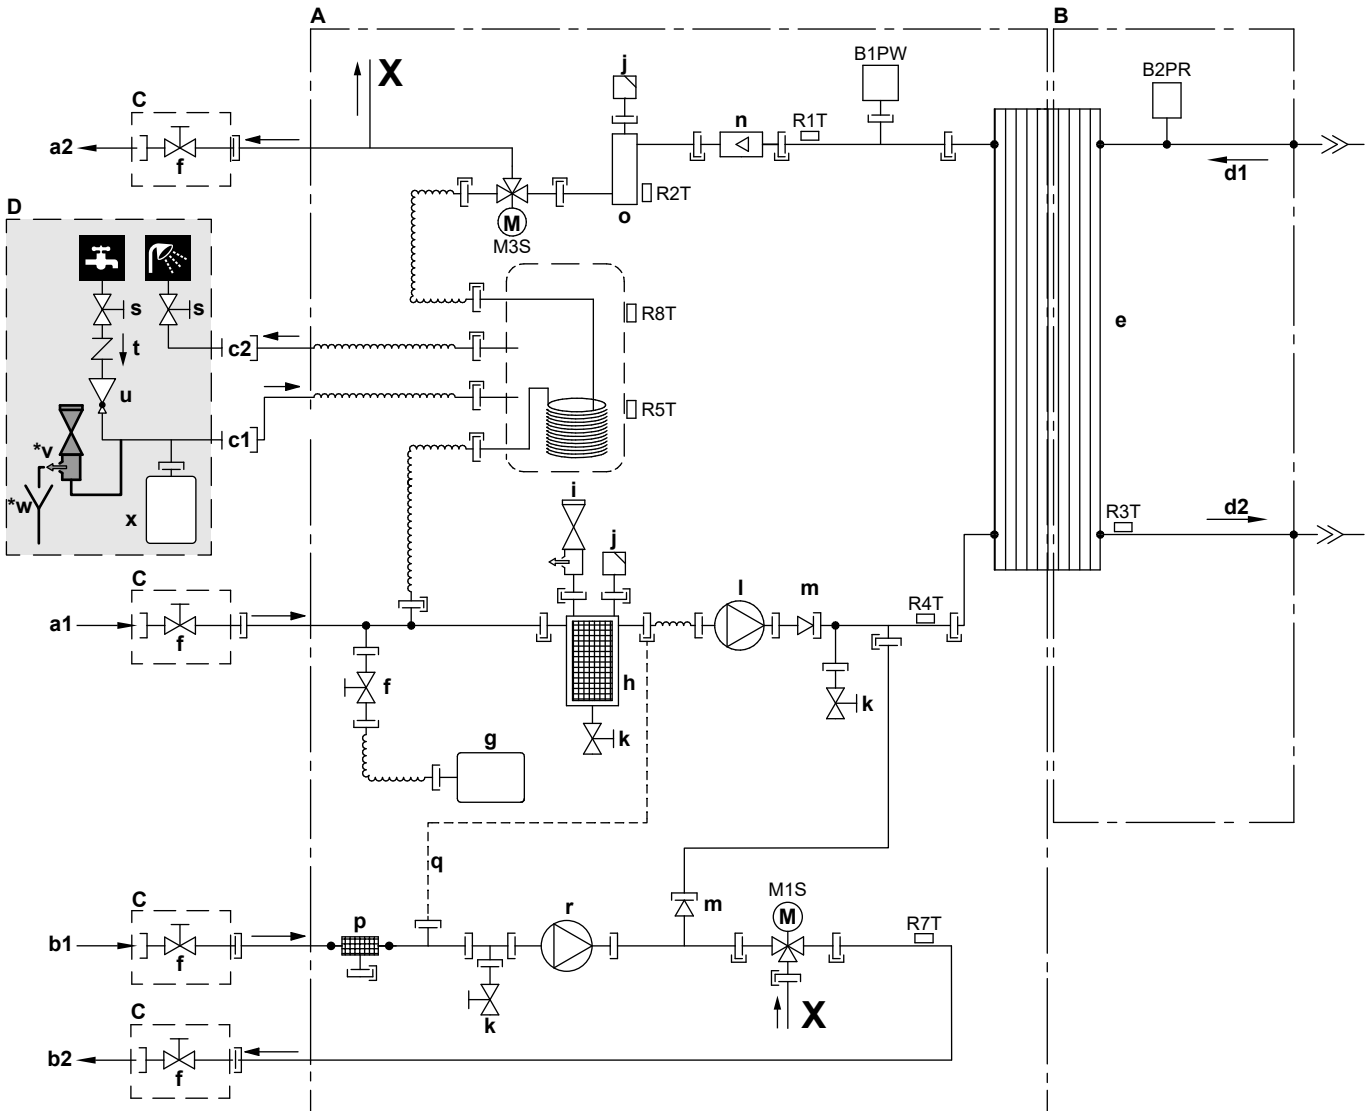 A
B
X
j
B1PW
B2PR
C
a2
f
n
R1T
d1
D
M
M3S
R2T
o
s
s
R8T
e
t
c2
u
R5T
*v
c1
*w
x
i
j
R3T
d2
C
a1
f
l
m
R4T
f
h
k
k
g
q
C
b1
f
p
r
m
M1S
M
R7T
k
X
C
b2
f